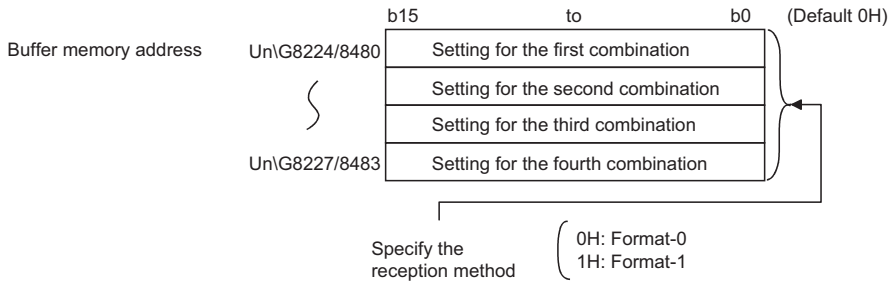 b15 to b0 (Default 0H)
Buffer memory address Un\G8224/8480 Setting for the first combination
Setting for the second combination
Setting for the third combination
Un\G8227/8483 Setting for the fourth combination
Specify the
reception method
0H: Format-0
1H: Format-1